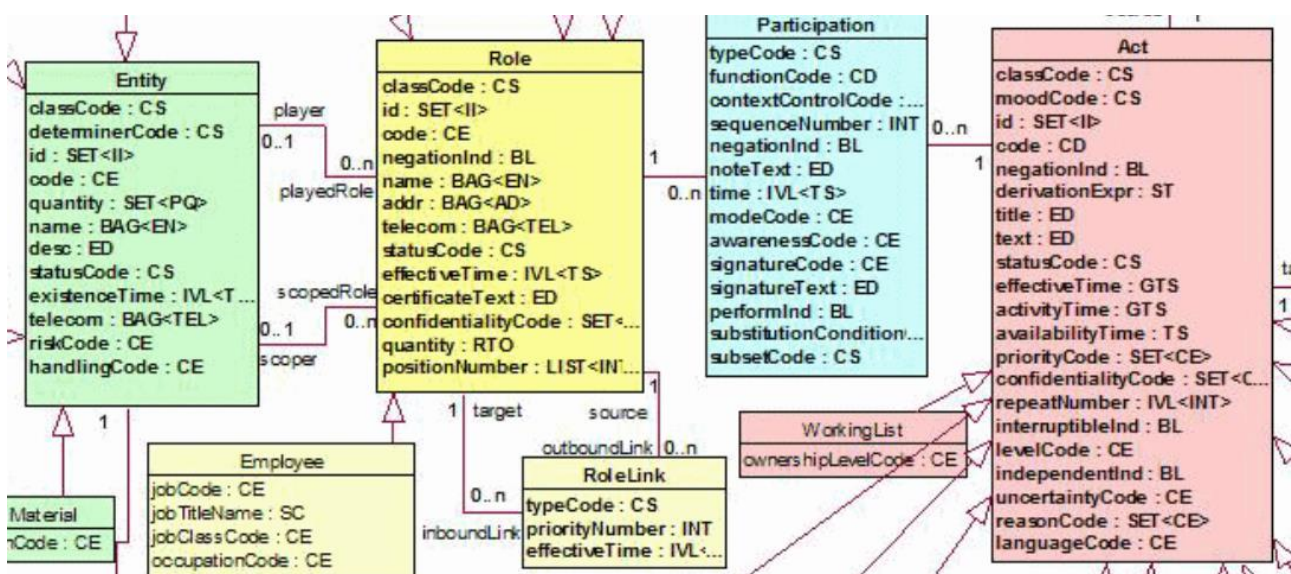 Entity
classCode : CS
determinerCode : CS
id : SET<II>
code : CE
quantity : SET<PQ>
name : BAG<EN>
desc : ED
statusCode : CS
existenceTime : IVL<T...
telecom : BAG<TEL>
riskCode : CE
handlingCode : CE
1
player
0..1
0..n
playedRole
scopedRole
0..n
0..1
scoper
Role
classCode : CS
id : SET<II>
code : CE
negationInd : BL
name : BAG<EN>
addr : BAG<AD>
telecom : BAG<TEL>
statusCode : CS
effectiveTime : IVL<TS>
certificateText : ED
confidentialityCode : SET<...
quantity : RTO
positionNumber : LIST<IN'...
1
0..n
1
target
1
source
outboundLink
0..n
0..n
inboundLink
Participation
typeCode : CS
functionCode : CD
contextControlCode : ...
sequenceNumber : INT
negationInd : BL
noteText : ED
time : IVL<TS>
modeCode : CE
awarenessCode : CE
signatureCode : CE
signatureText : ED
performInd : BL
substitutionCondition...
subsetCode : CS
0..n
1
Act
classCode : CS
moodCode : CS
id : SET<II>
code : CD
negationInd : BL
derivationExpr : ST
title : ED
text : ED
statusCode : CS
effectiveTime : GTS
activityTime : GTS
availabilityTime : TS
priorityCode : SET<CE>
confidentialityCode : SET<C...
repeatNumber : IVL<INT>
interruptibleInd : BL
levelCode : CE
independentInd : BL
uncertaintyCode : CE
reasonCode : SET<CE>
languageCode : CE
1
WorkingList
ownershipLevelCode : CE
RoleLink
typeCode : CS
priorityNumber : INT
effectiveTime : IVL<...
Employee
jobCode : CE
jobTitleName : SC
jobClassCode : CE
occupationCode : CE
Material
Code : CE